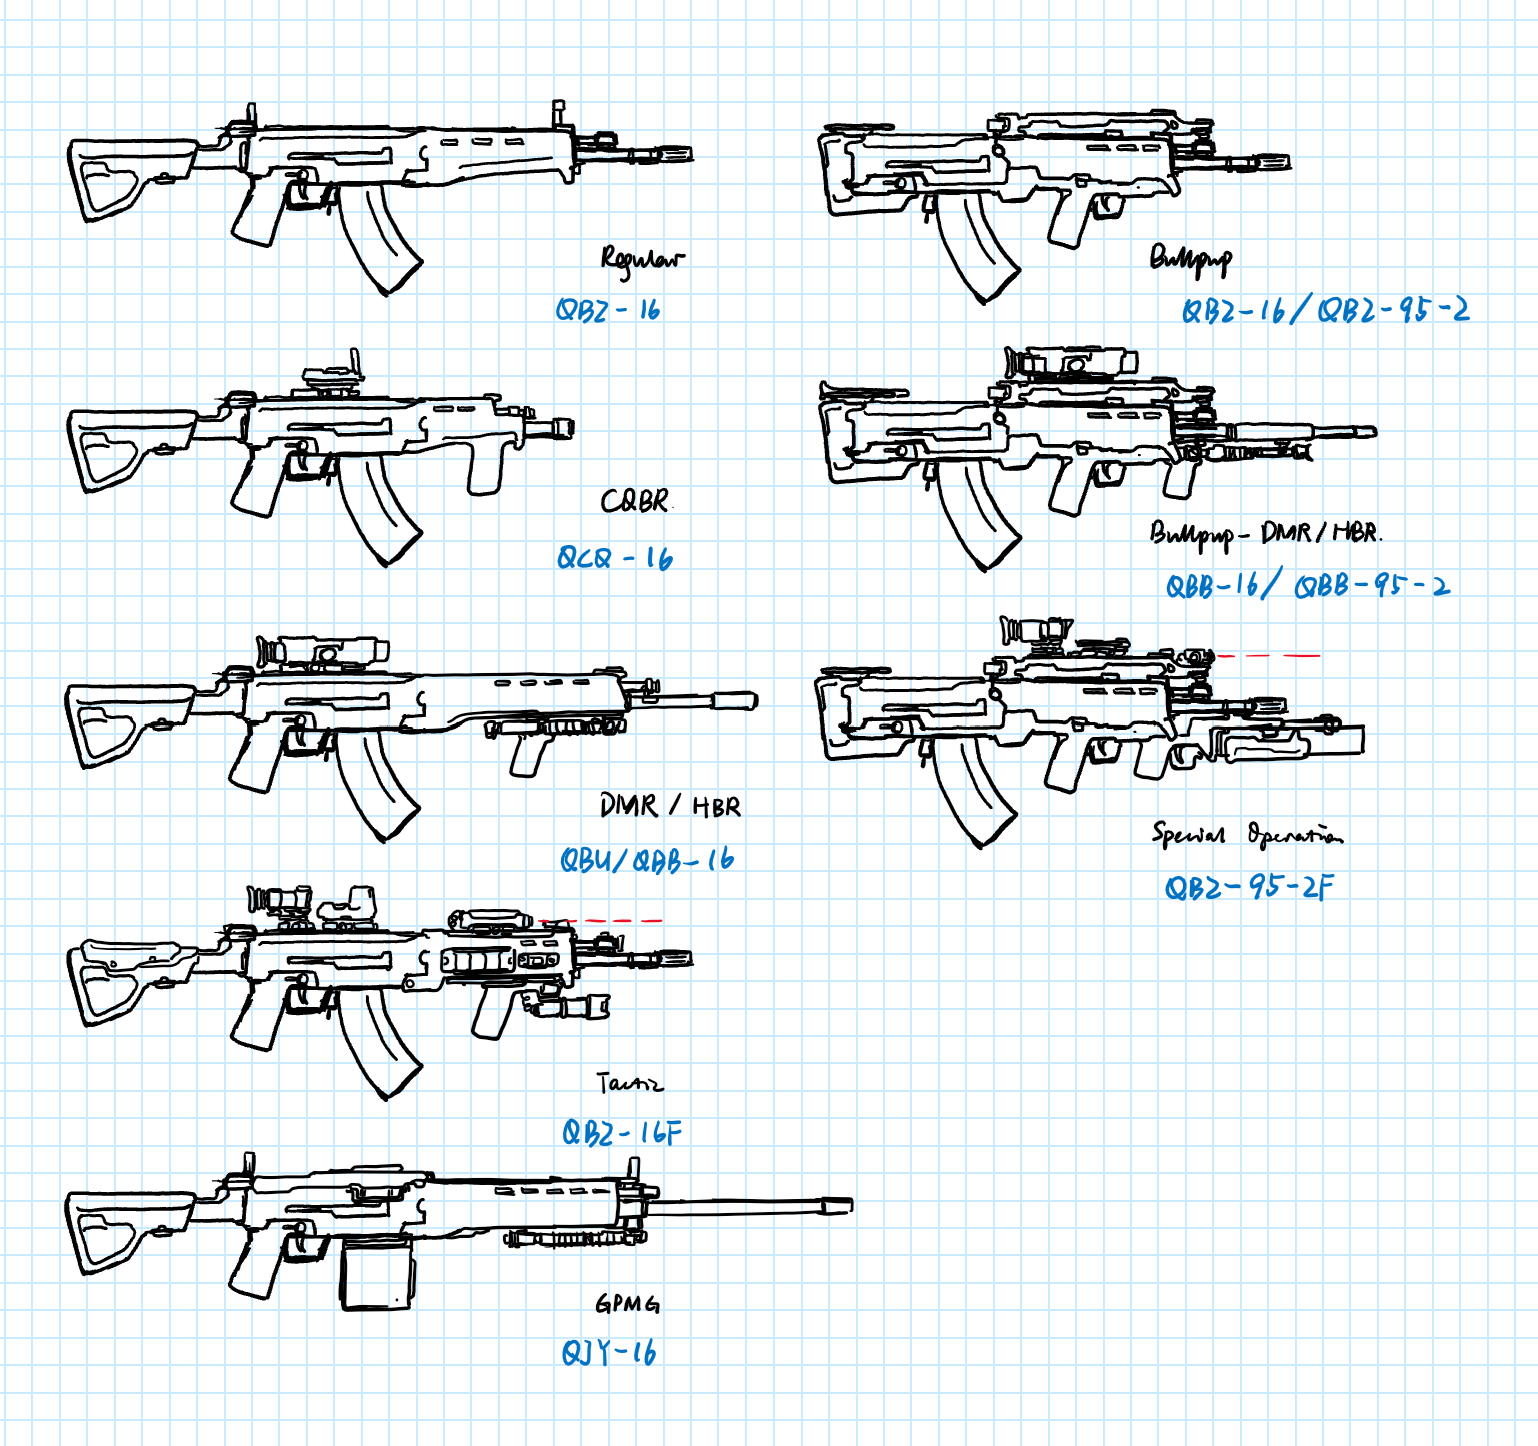 Regular
QBZ-16
Bullpup
QBZ-16/QBZ-95-2
CQBR.
QCQ-16
Bullpup-DMR/HBR.
QBB-16/QBB-95-2
DMR/HBR
QBU/QBB-16
Special Operation
QBZ-95-2F
Tactic
QBZ-16F
GPMG
QJY-16